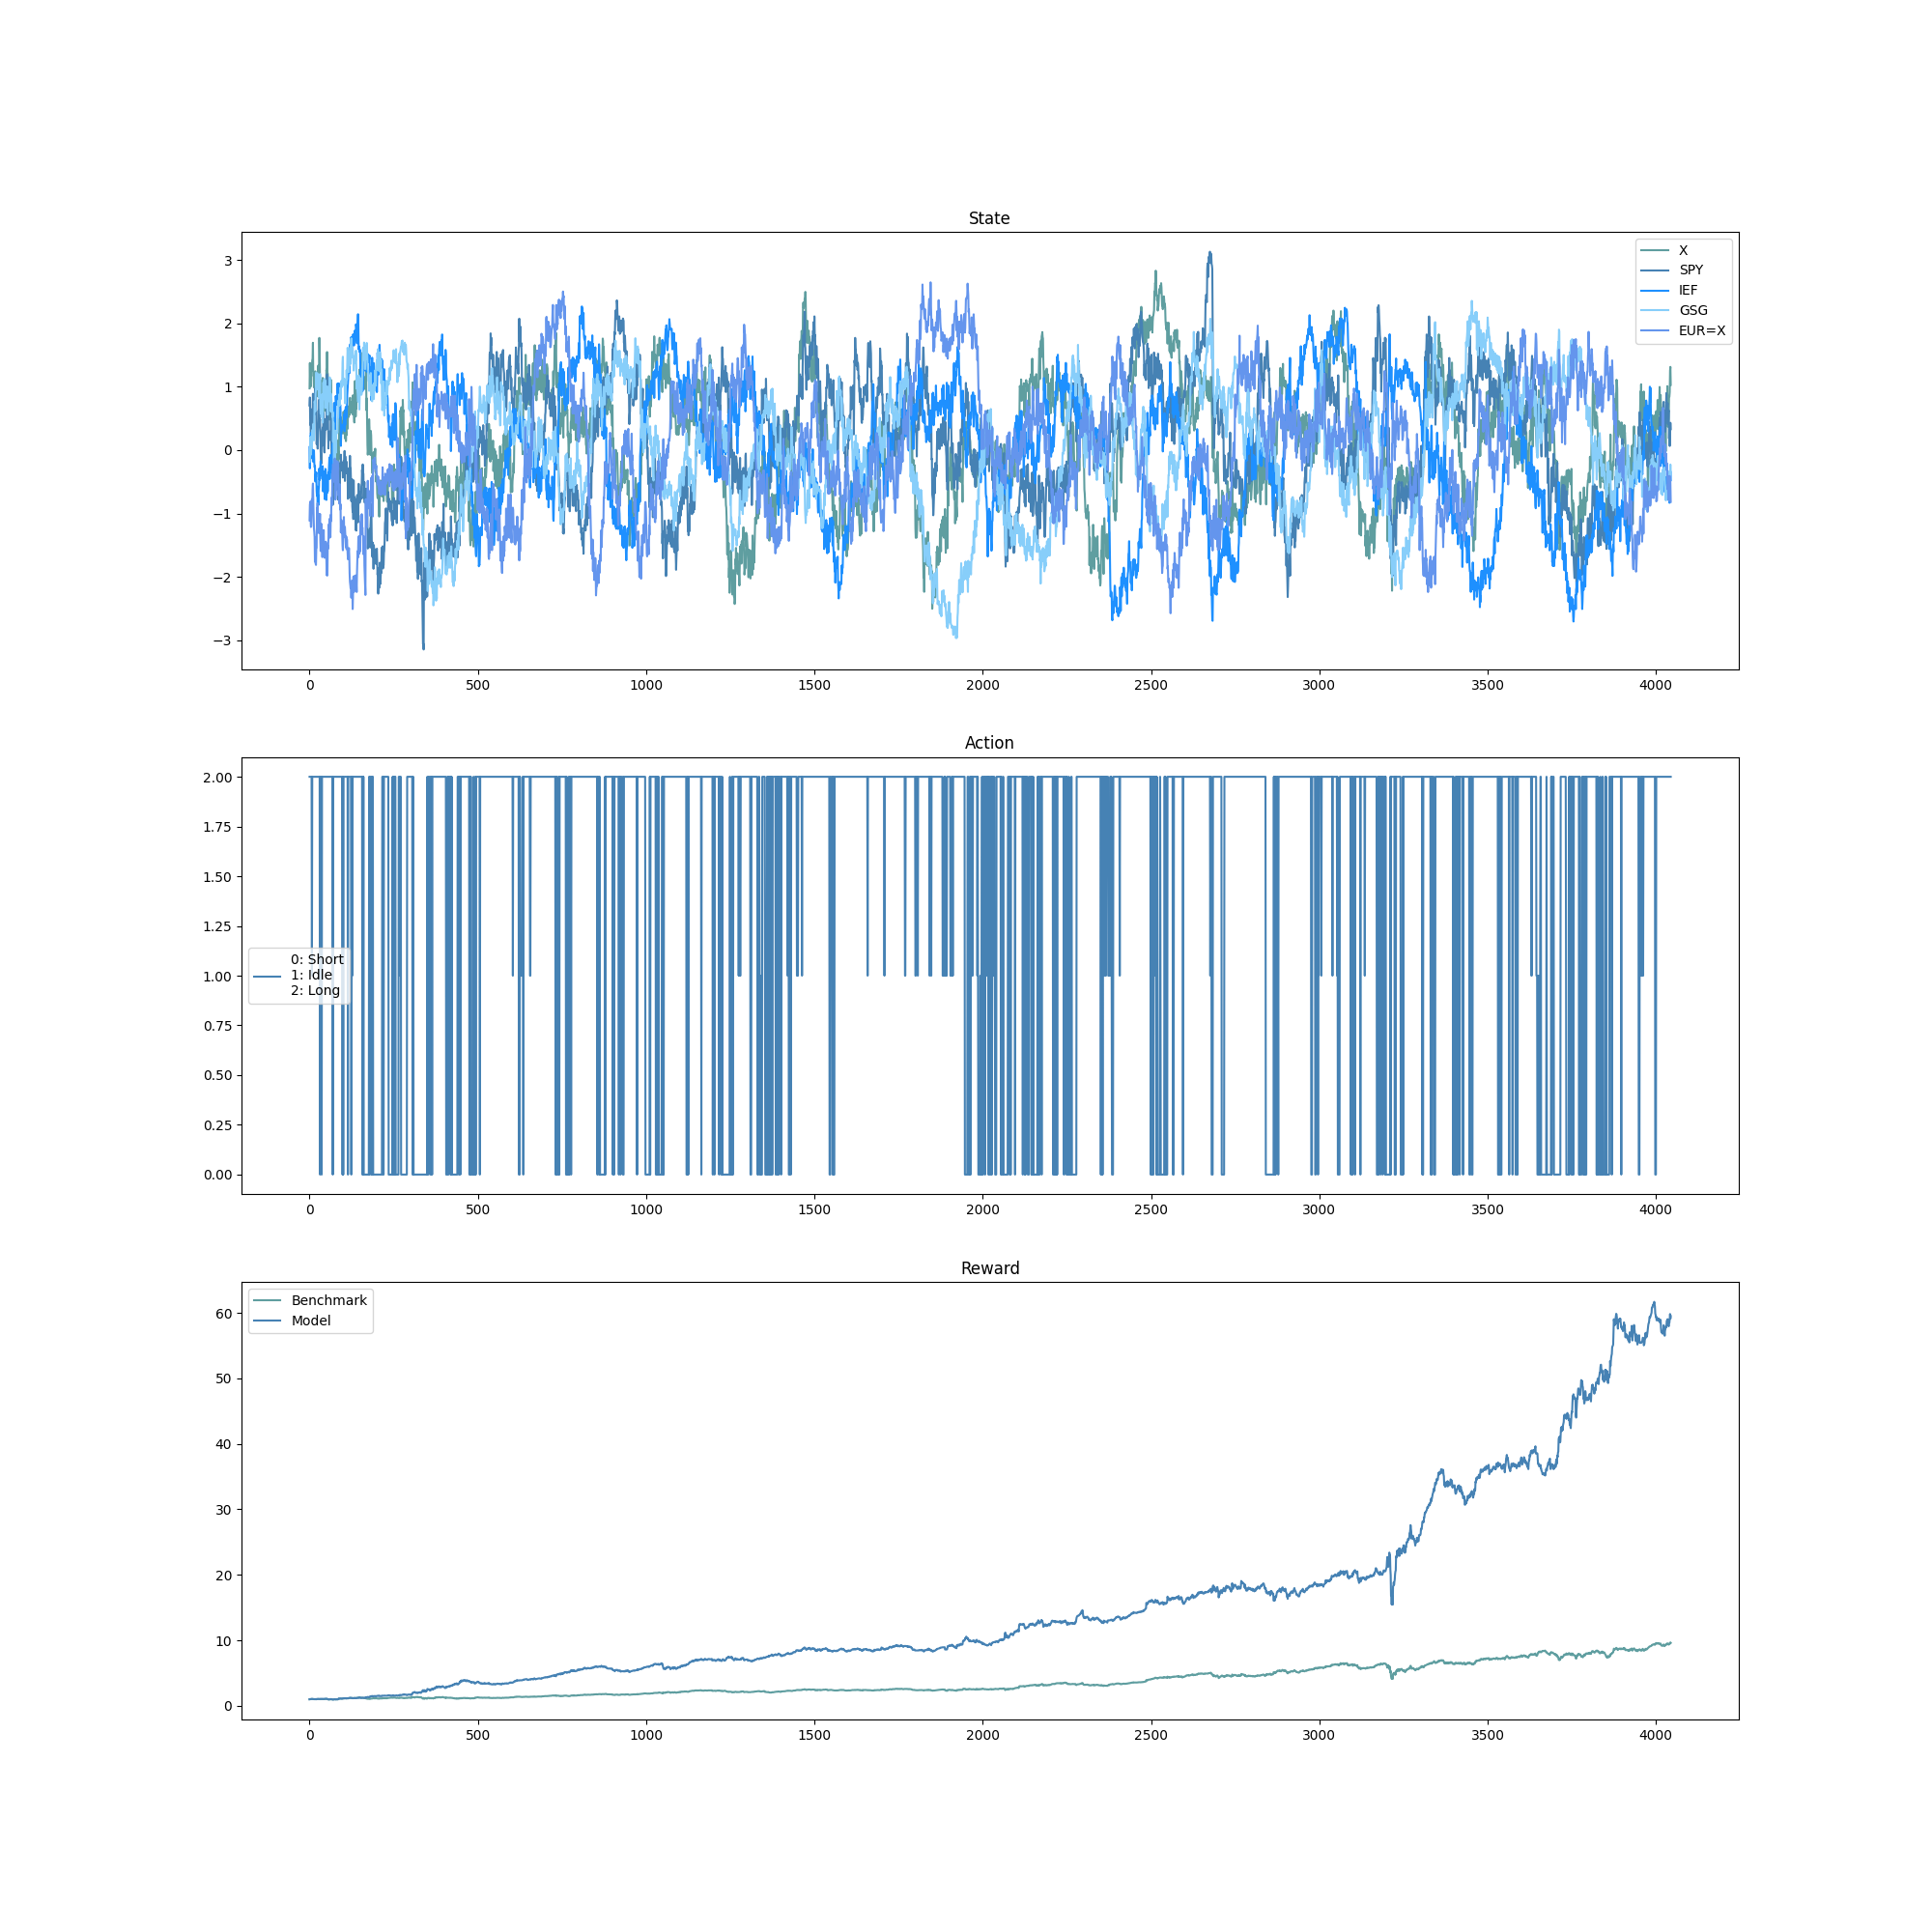 State
3
2
1
0
−1
−2
−3
X
SPY
IEF
GSG
EUR=X
0 500 1000 1500 2000 2500 3000 3500 4000
Action
2.00
1.75
1.50
1.25
1.00
0.75
0.50
0.25
0.00
0: Short
1: Idle
2: Long
0 500 1000 1500 2000 2500 3000 3500 4000
Reward
Benchmark
Model
60
50
40
30
20
10
0
0 500 1000 1500 2000 2500 3000 3500 4000